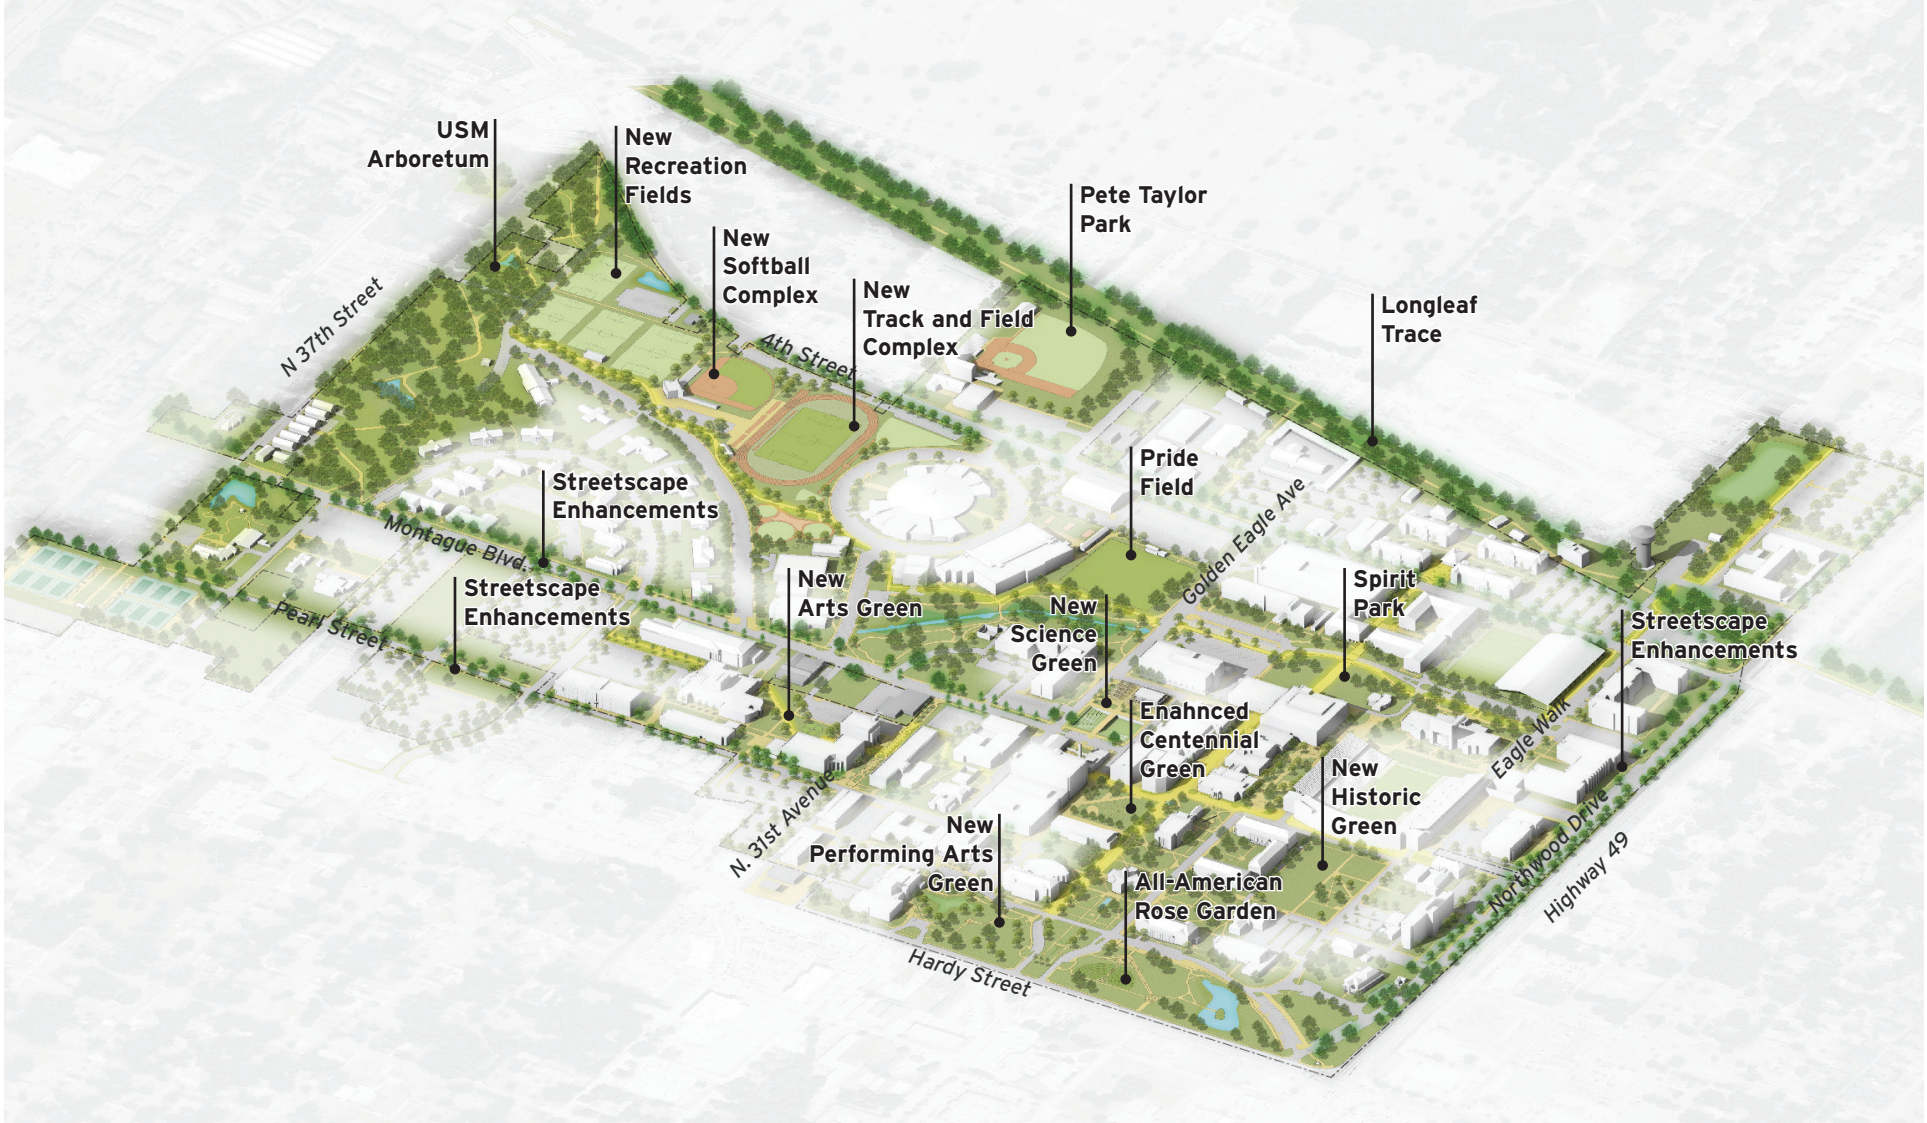 USM
Arboretum
New
Recreation
Fields
New
Softball
Complex
New
Track and Field
Complex
Pete Taylor
Park
Longleaf
Trace
N 37th Street
4th Street
Streetscape
Enhancements
Montague Blvd.
Streetscape
Enhancements
Pearl Street
Pride
Field
Golden Eagle Ave
New
Arts Green
New
Science
Green
Spirit
Park
Streetscape
Enhancements
Enahnced
Centennial
Green
Eagle Walk
New
Historic
Green
N. 31st Avenue
New
Performing Arts
Green
All-American
Rose Garden
Northwood Drive
Highway 49
Hardy Street